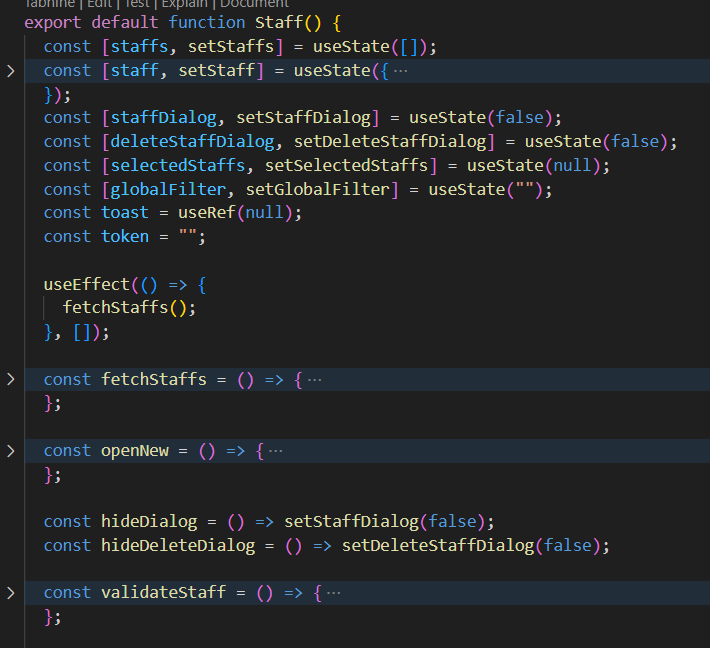 Tabnine | Edit | Test | Explain | Document
export default function Staff() {
  const [staffs, setStaffs] = useState([]);
  const [staff, setStaff] = useState({ ···
  });
  const [staffDialog, setStaffDialog] = useState(false);
  const [deleteStaffDialog, setDeleteStaffDialog] = useState(false);
  const [selectedStaffs, setSelectedStaffs] = useState(null);
  const [globalFilter, setGlobalFilter] = useState("");
  const toast = useRef(null);
  const token = "";
  useEffect(() => {
    fetchStaffs();
  }, []);
  const fetchStaffs = () => { ···
  };
  const openNew = () => { ···
  };
  const hideDialog = () => setStaffDialog(false);
  const hideDeleteDialog = () => setDeleteStaffDialog(false);
  const validateStaff = () => { ···
  };